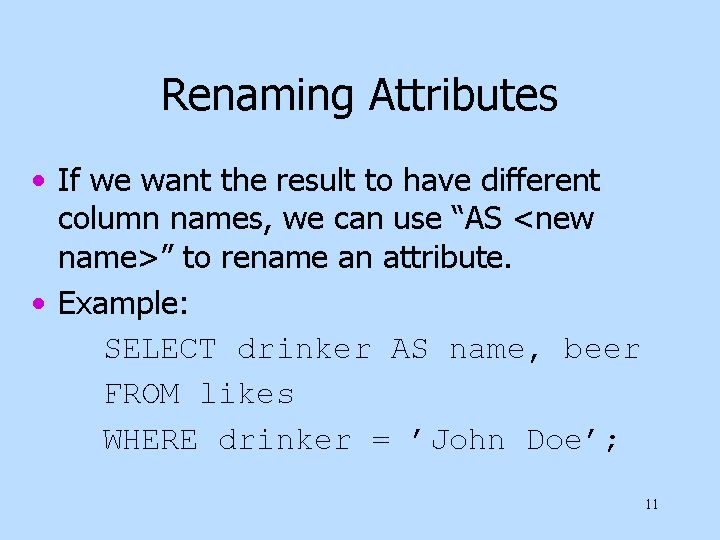 Renaming Attributes
• If we want the result to have different
column names, we can use “AS <new
name>” to rename an attribute.
• Example:
SELECT drinker AS name, beer
FROM likes
WHERE drinker = ’John Doe’;
11